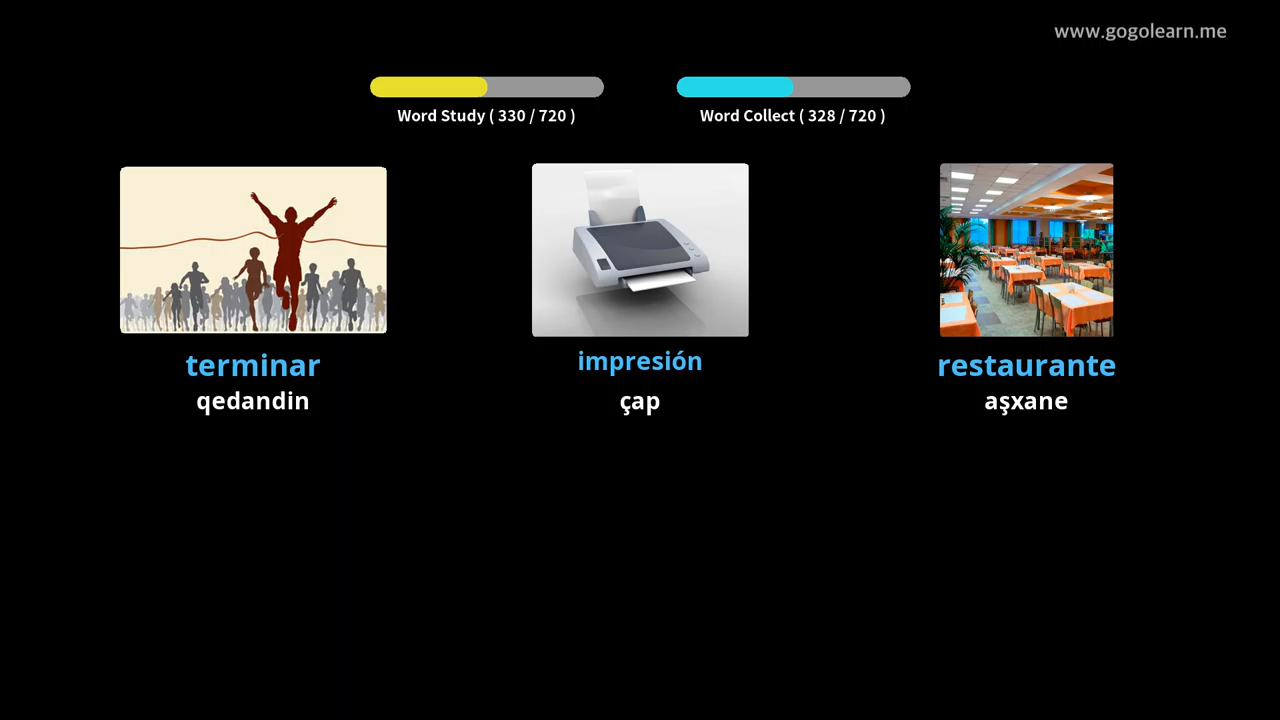 www.gogolearn.me
Word Study ( 330 / 720 )
Word Collect ( 328 / 720 )
terminar
qedandin
impresión
çap
restaurante
aşxane